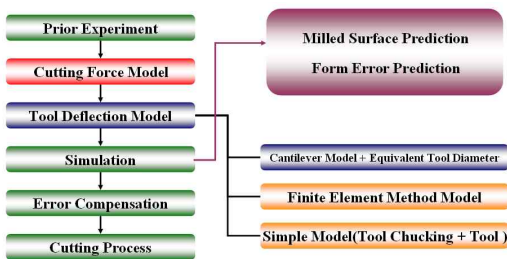 Prior Experiment
Cutting Force Model
Tool Deflection Model
Simulation
Error Compensation
Cutting Process
Milled Surface Prediction
Form Error Prediction
Cantilever Model + Equivalent Tool Diameter
Finite Element Method Model
Simple Model(Tool Chucking + Tool )